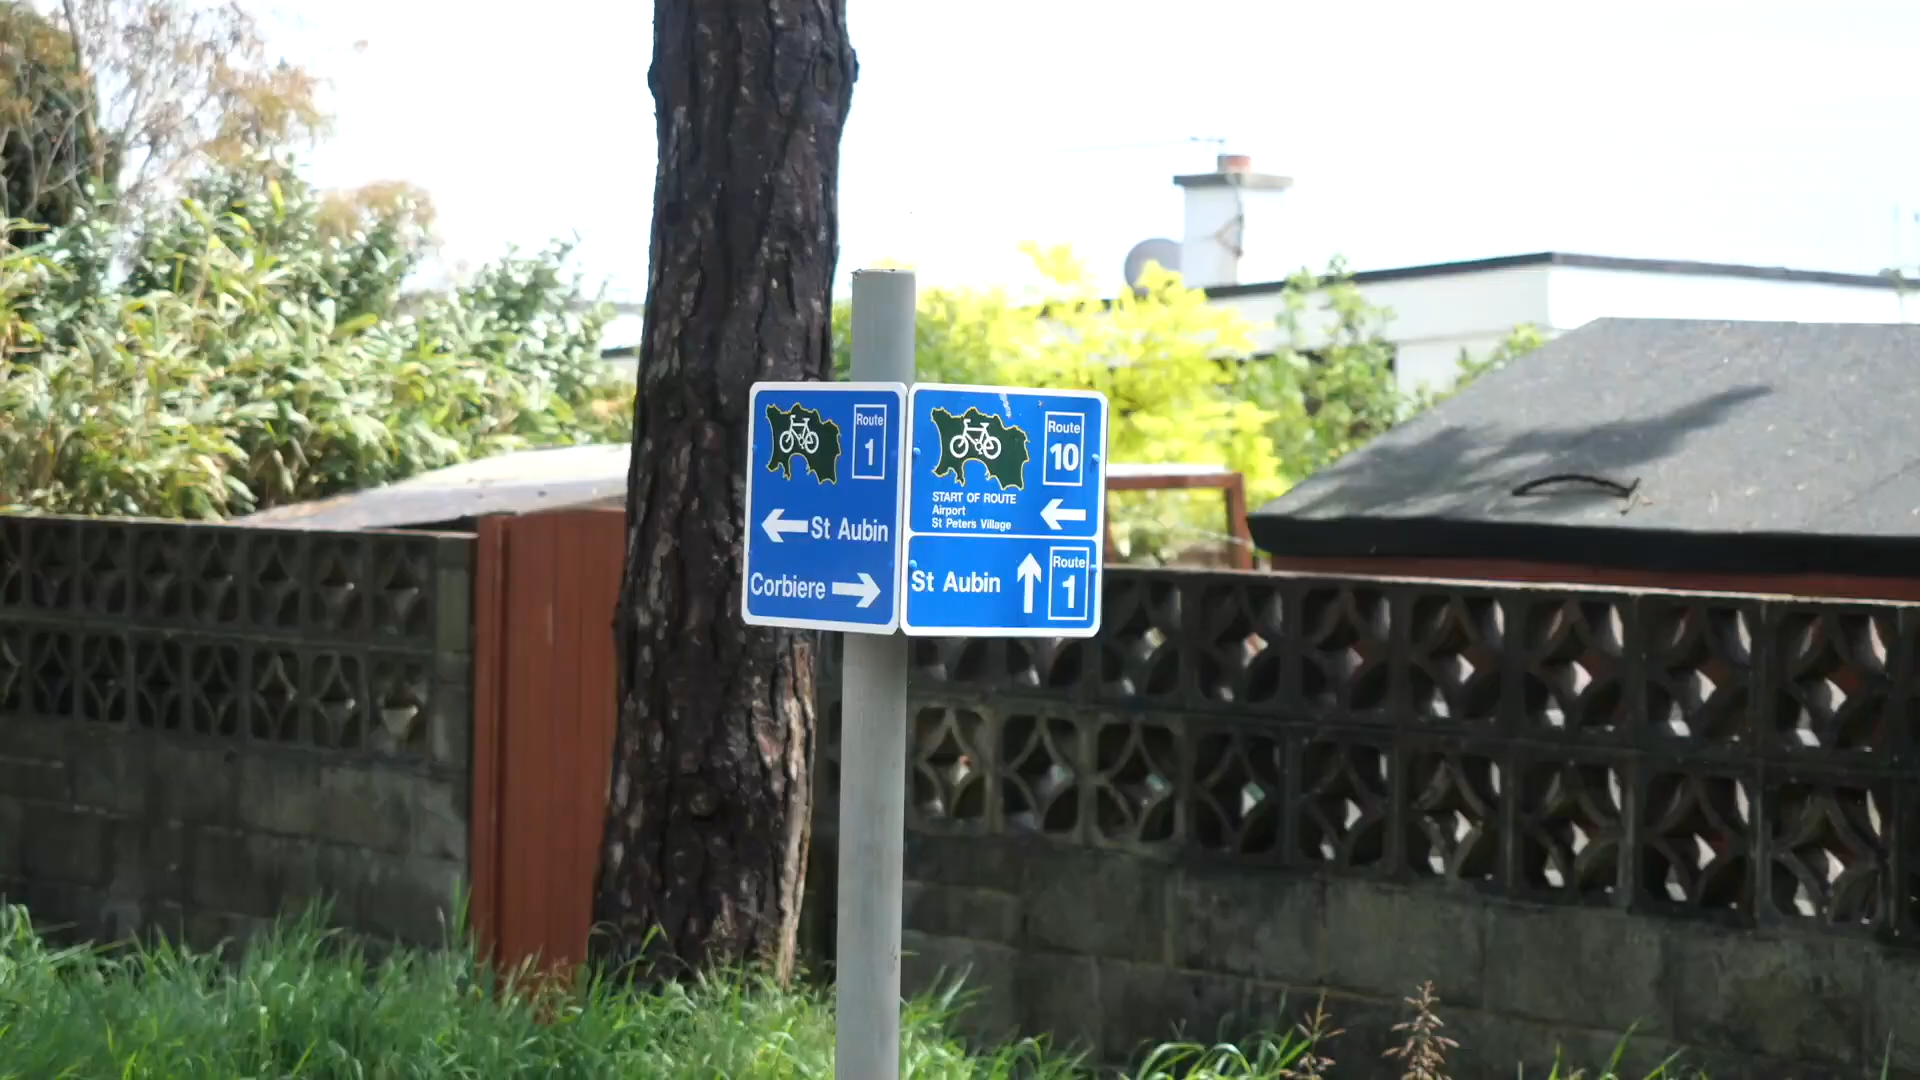 Route
1
St Aubin
Corbiere
Route
10
START OF ROUTE
Airport
St Peters Village
St Aubin
Route
1